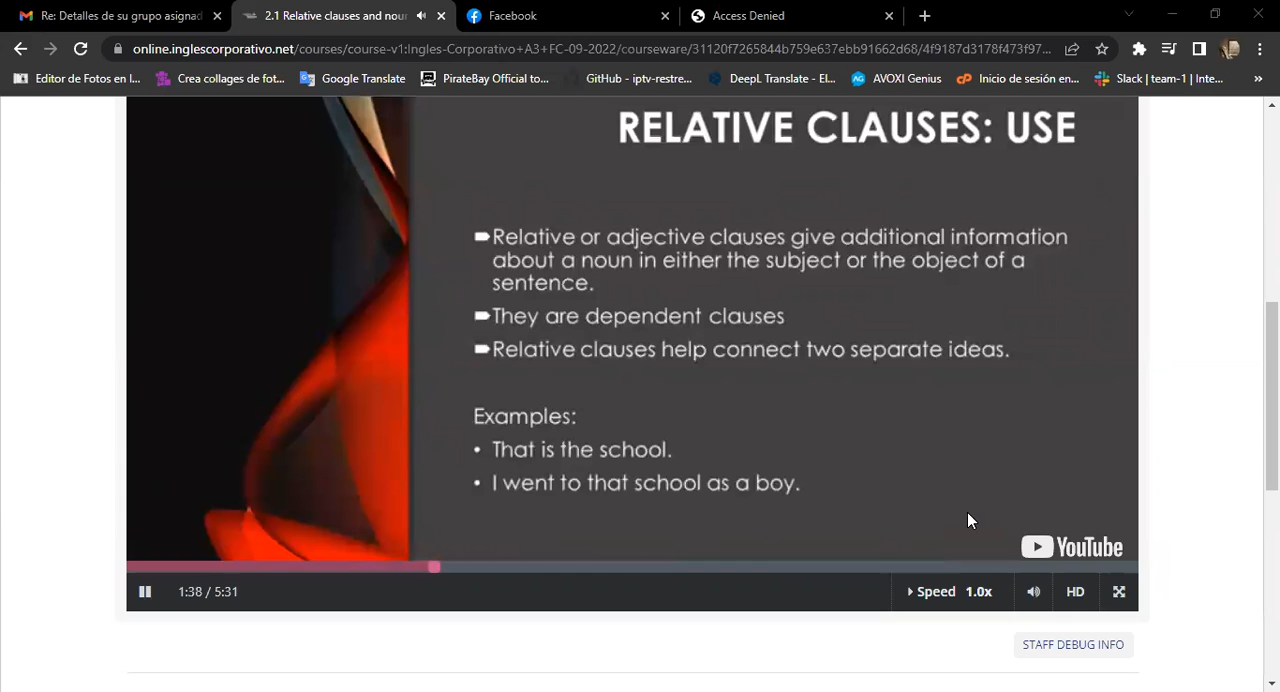 Re: Detalles de su grupo asignad
2.1 Relative clauses and nou
Facebook
Access Denied
online.inglescorporativo.net/courses/course-v1:Ingles-Corporativo+A3+FC-09-2022/courseware/31120f7265844b759e637ebb91662d68/4f9187d3178f473f97...
Editor de Fotos en l...
Crea collages de fot...
Google Translate
PirateBay Official to...
GitHub - iptv-restre...
DeepL Translate - El...
AVOXI Genius
Inicio de sesión en...
Slack | team-1 | Inte...
»
RELATIVE CLAUSES: USE
Relative or adjective clauses give additional information
about a noun in either the subject or the object of a
sentence.
They are dependent clauses
Relative clauses help connect two separate ideas.
Examples:
• That is the school.
• I went to that school as a boy.
YouTube
1:38 / 5:31
Speed 1.0x
HD
STAFF DEBUG INFO